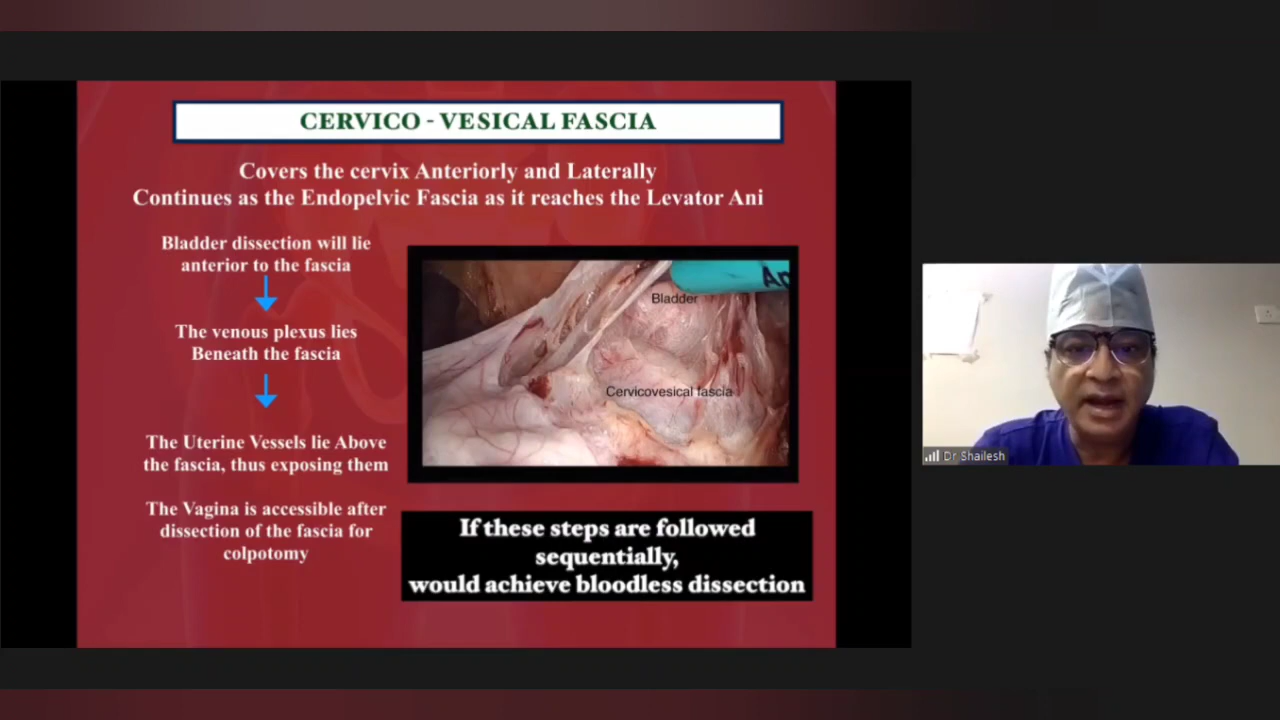 CERVICO - VESICAL FASCIA
Covers the cervix Anteriorly and Laterally
Continues as the Endopelvic Fascia as it reaches the Levator Ani
Bladder dissection will lie
anterior to the fascia
The venous plexus lies
Beneath the fascia
The Uterine Vessels lie Above
the fascia, thus exposing them
The Vagina is accessible after
dissection of the fascia for
colpotomy
Bladder
Cervicovesical fascia
If these steps are followed
sequentially,
would achieve bloodless dissection
Dr Shailesh